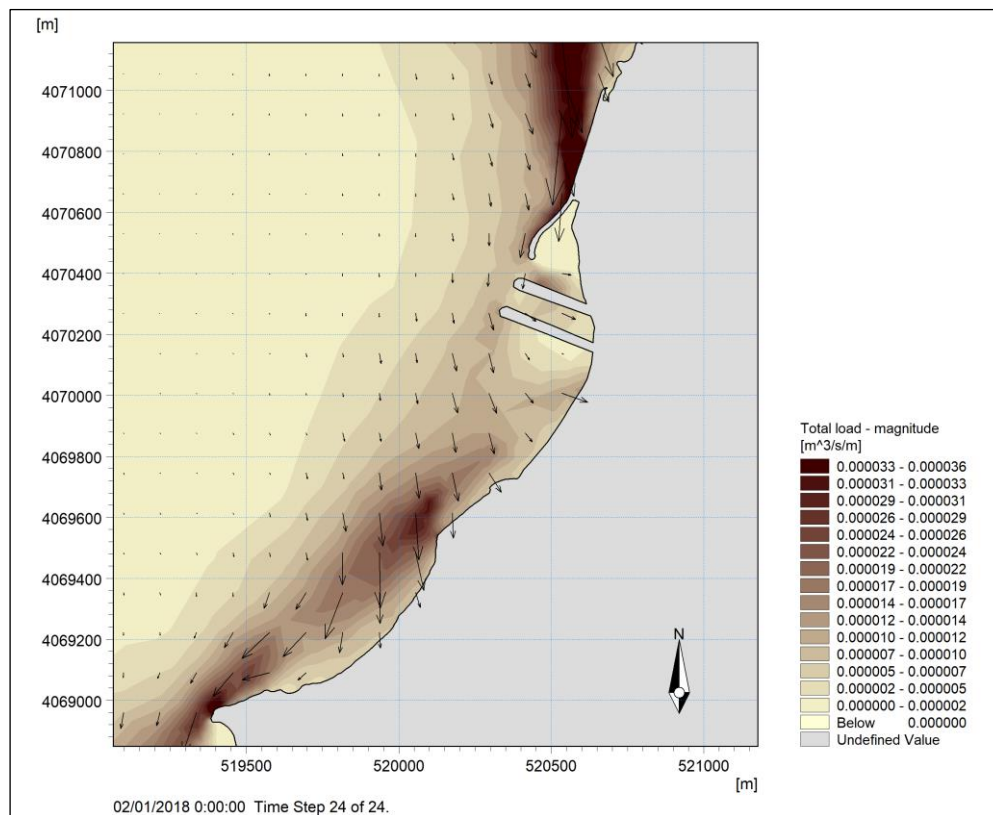 [m]
4071000
4070800
4070600
4070400
4070200
4070000
4069800
4069600
4069400
4069200
4069000
N
519500 520000 520500 521000
[m]
02/01/2018 0:00:00 Time Step 24 of 24.
Total load - magnitude
[m^3/s/m]
0.000033 - 0.000036
0.000031 - 0.000033
0.000029 - 0.000031
0.000026 - 0.000029
0.000024 - 0.000026
0.000022 - 0.000024
0.000019 - 0.000022
0.000017 - 0.000019
0.000014 - 0.000017
0.000012 - 0.000014
0.000010 - 0.000012
0.000007 - 0.000010
0.000005 - 0.000007
0.000002 - 0.000005
0.000000 - 0.000002
Below 0.000000
Undefined Value